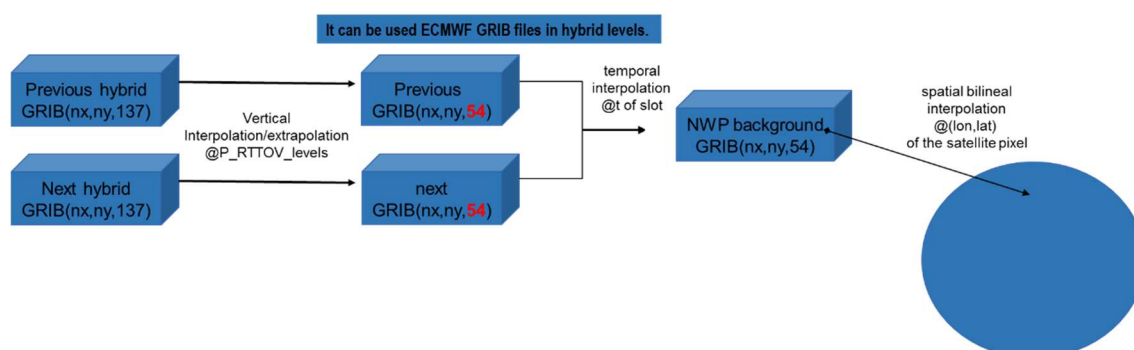 It can be used ECMWF GRIB files in hybrid levels.
Previous hybrid
GRIB(nx,ny,137)
Vertical
Interpolation/extrapolation
@P_RTTOV_levels
Next hybrid
GRIB(nx,ny,137)
Previous
GRIB(nx,ny,54)
next
GRIB(nx,ny,54)
temporal
interpolation
@t of slot
NWP background
GRIB(nx,ny,54)
spatial bilineal
interpolation
@(lon,lat)
of the satellite pixel